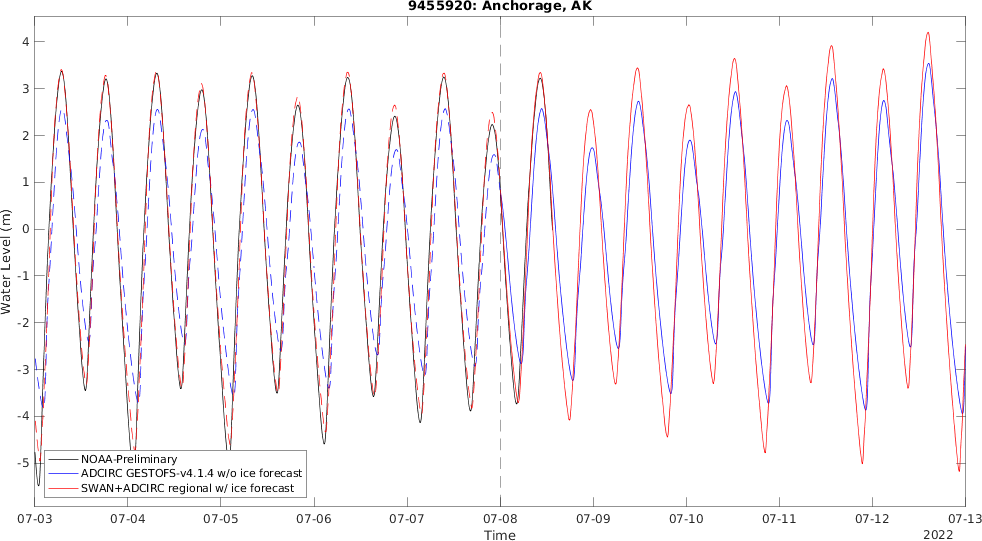 9455920: Anchorage, AK
Water Level (m)
4
3
2
1
0
-1
-2
-3
-4
-5
NOAA-Preliminary
ADCIRC GESTOFS-v4.1.4 w/o ice forecast
SWAN+ADCIRC regional w/ ice forecast
07-03 07-04 07-05 07-06 07-07 07-08 07-09 07-10 07-11 07-12 07-13
Time
2022